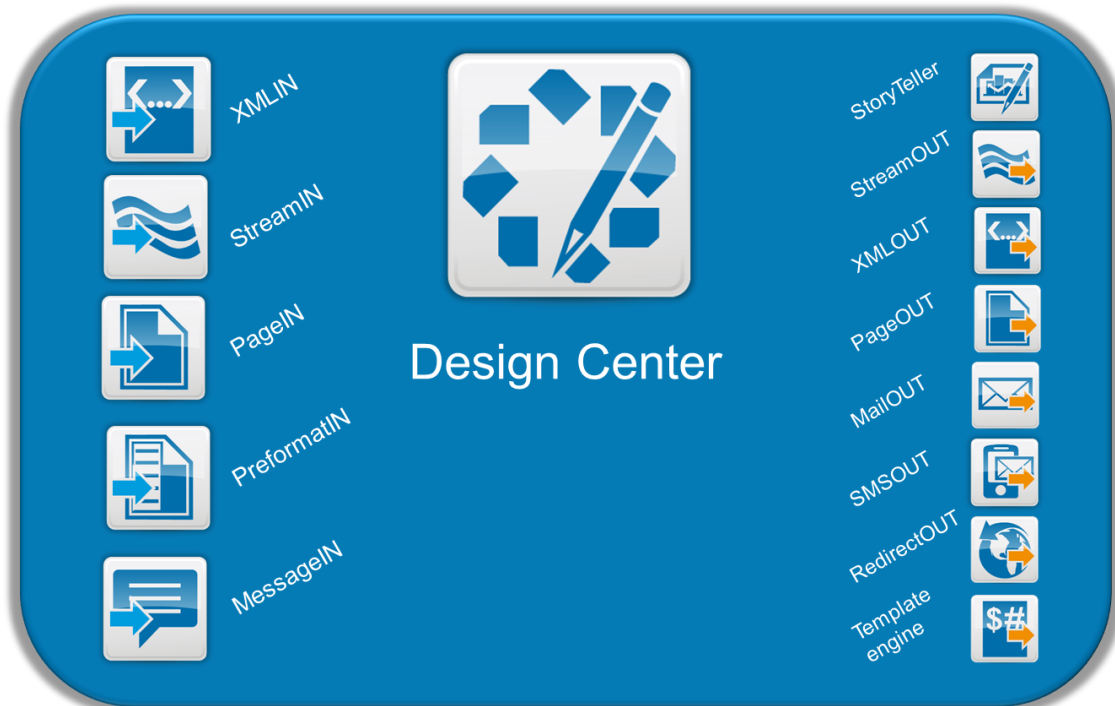 XMLIN
StreamIN
PageIN
PreformatIN
MessageIN
Design Center
StoryTeller
StreamOUT
XMLOUT
PageOUT
MailOUT
SMSOUT
RedirectOUT
Template
engine
<...>
<...>
$#